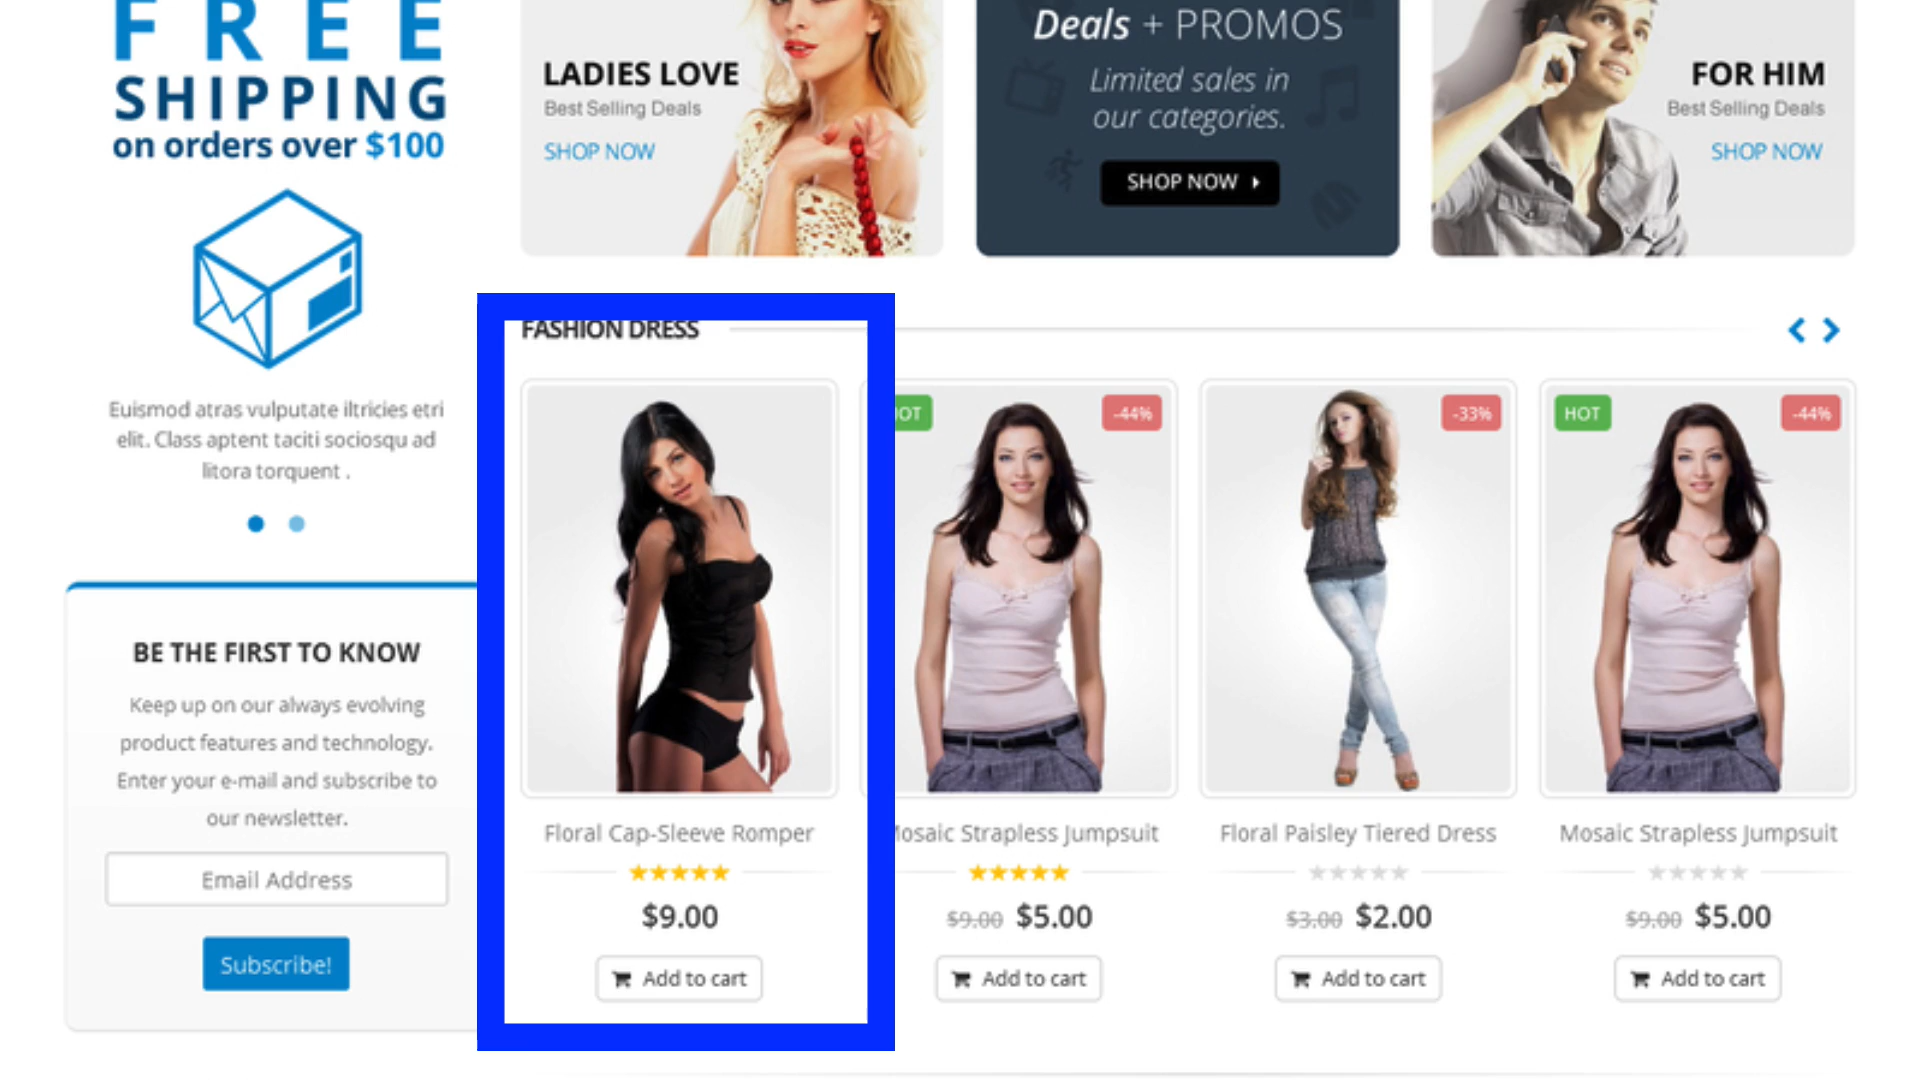 FREE
SHIPPING
on orders over $100
Euismod atras vulputate iltricies etri
elit. Class aptent taciti sociosqu ad
litora torquent .
BE THE FIRST TO KNOW
Keep up on our always evolving
product features and technology.
Enter your e-mail and subscribe to
our newsletter.
Email Address
Subscribe!
LADIES LOVE
Best Selling Deals
SHOP NOW
Deals + PROMOS
Limited sales in
our categories.
SHOP NOW
FOR HIM
Best Selling Deals
SHOP NOW
FASHION DRESS
Floral Cap-Sleeve Romper
$9.00
Add to cart
-44%
Strapless Jumpsuit
$9.00 $5.00
Add to cart
-33%
Floral Paisley Tiered Dress
$3.00 $2.00
Add to cart
HOT
-44%
Mosaic Strapless Jumpsuit
$9.00 $5.00
Add to cart